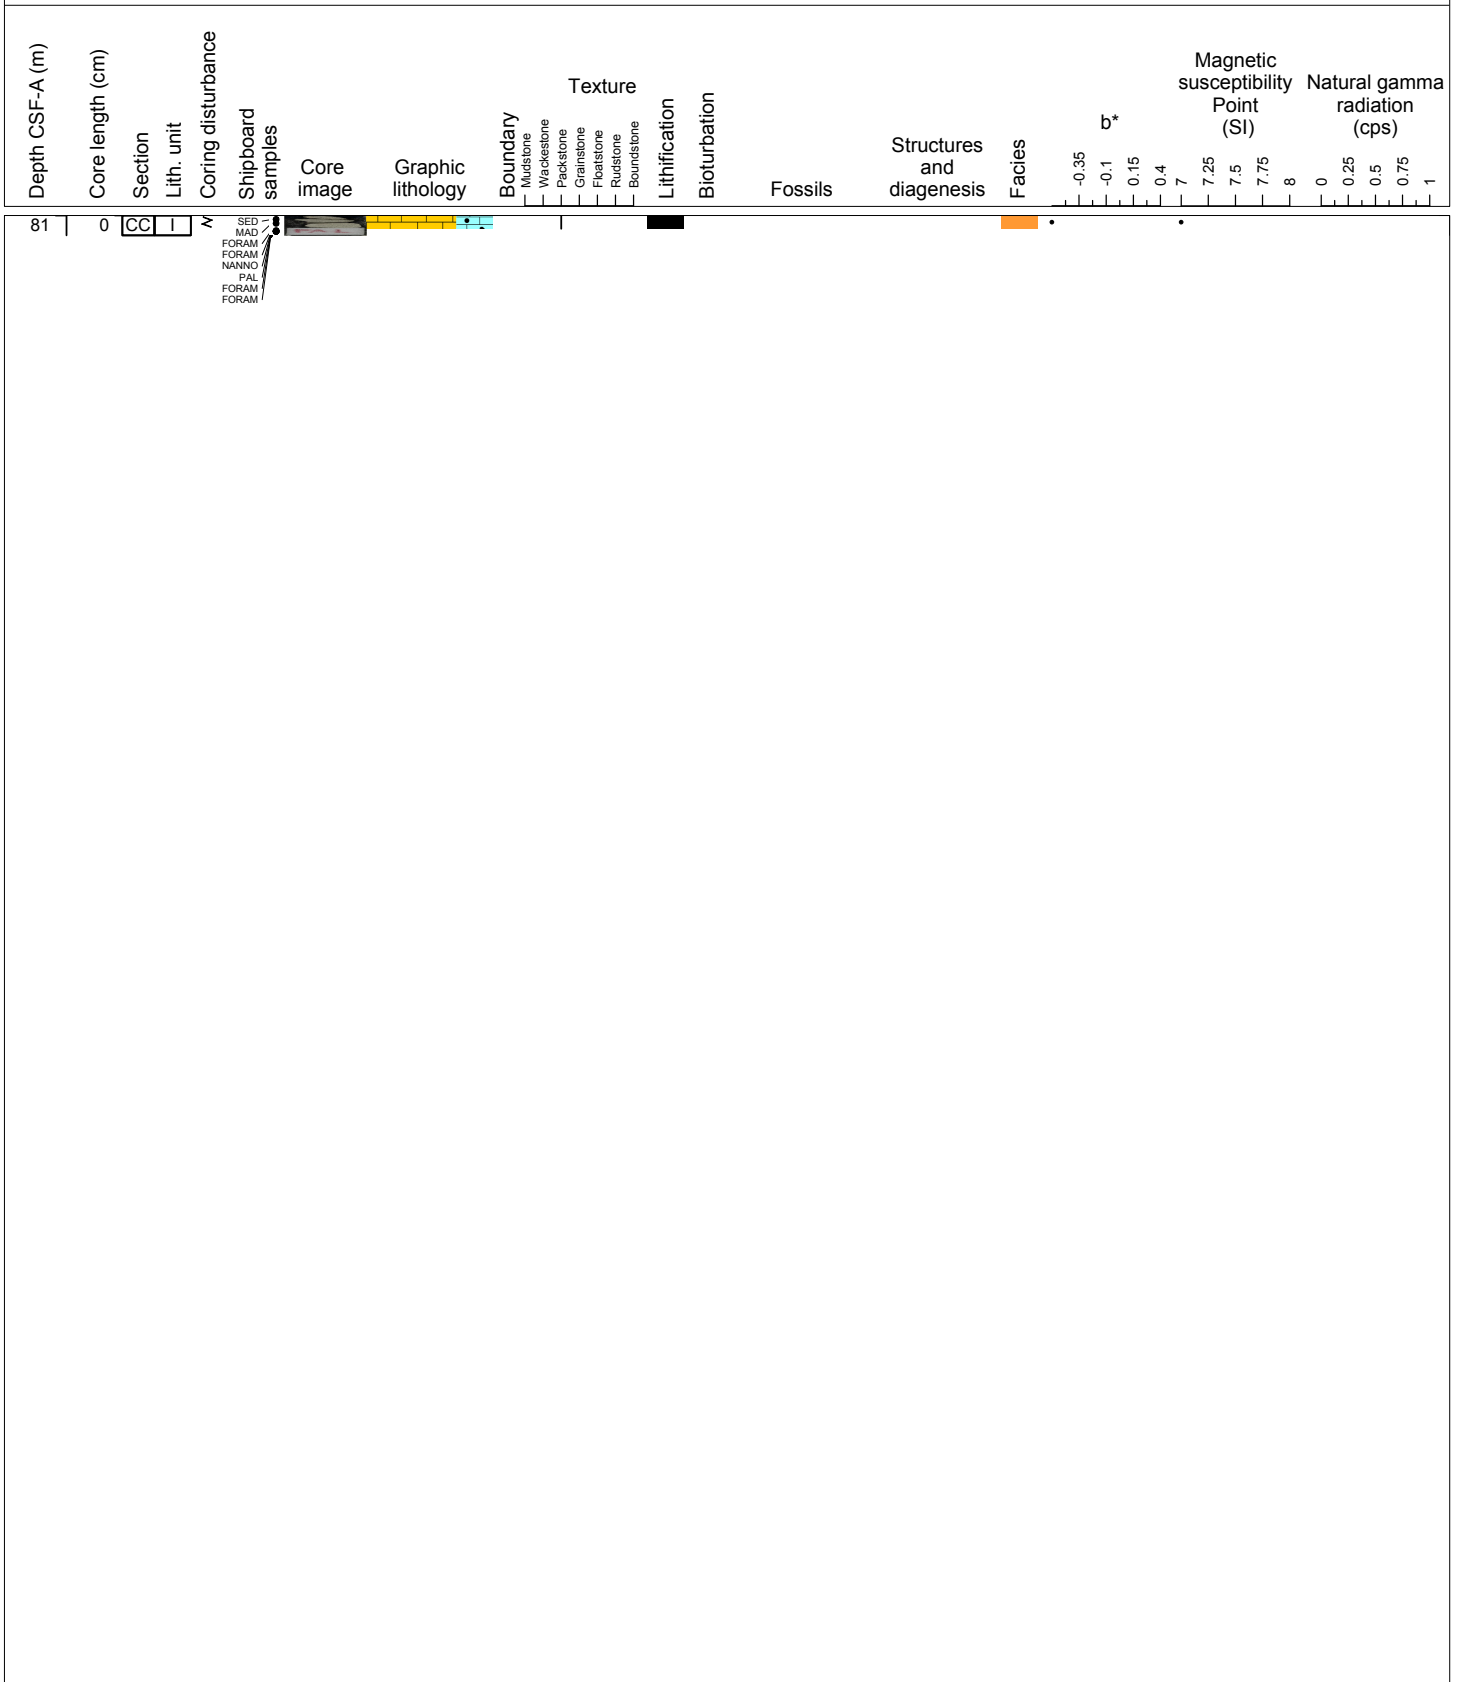 Depth CSF-A (m)
Core length (cm)
Section
Lith. unit
Coring disturbance
Shipboard
samples
Core
image
Graphic
lithology
Boundary
Texture
Mudstone
Wackestone
Packstone
Grainstone
Floatstone
Rudstone
Boundstone
Lithification
Bioturbation
Fossils
Structures
and
diagenesis
Facies
b*
-0.35
-0.1
0.15
0.4
Magnetic
susceptibility
Point
(SI)
7
7.25
7.5
7.75
8
Natural gamma
radiation
(cps)
0
0.25
0.5
0.75
1
81
0
CC
I
SED
MAD
FORAM
FORAM
NANNO
PAL
FORAM
FORAM